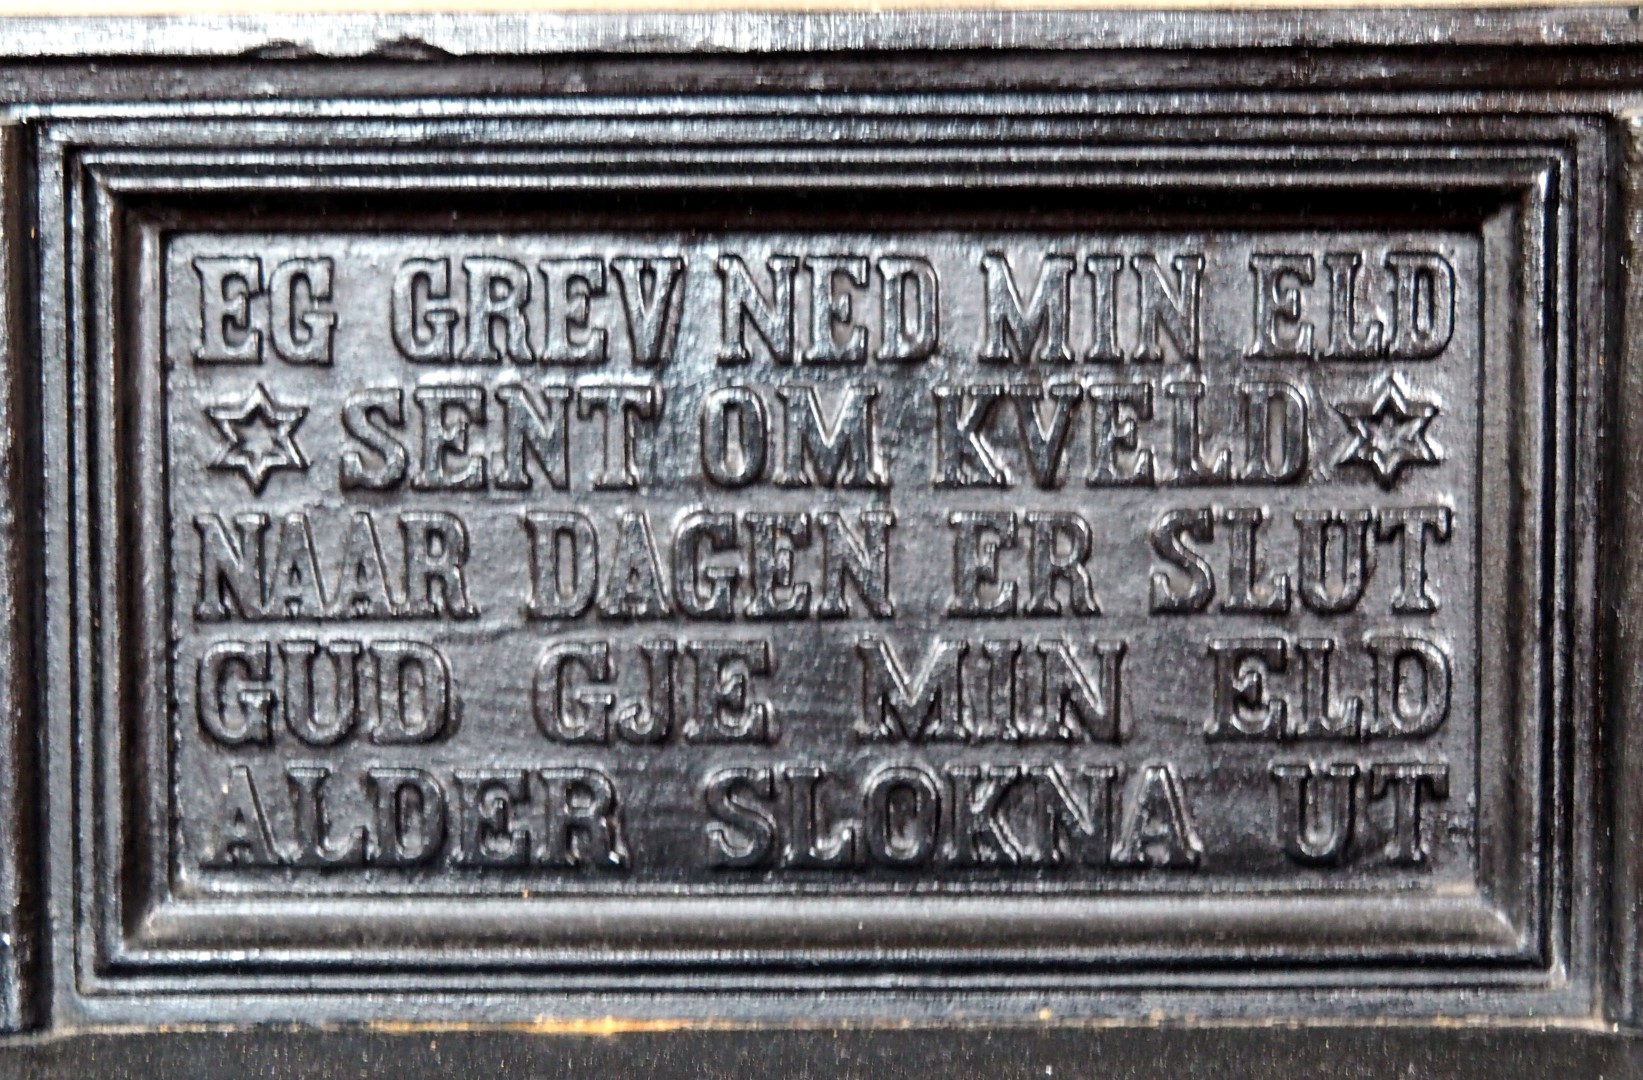 EG GREV NED MIN ELD
SENT OM KVELD
NAAR DAGEN ER SLUT
GUD GJE MIN ELD
ALDER SLOKNA UT